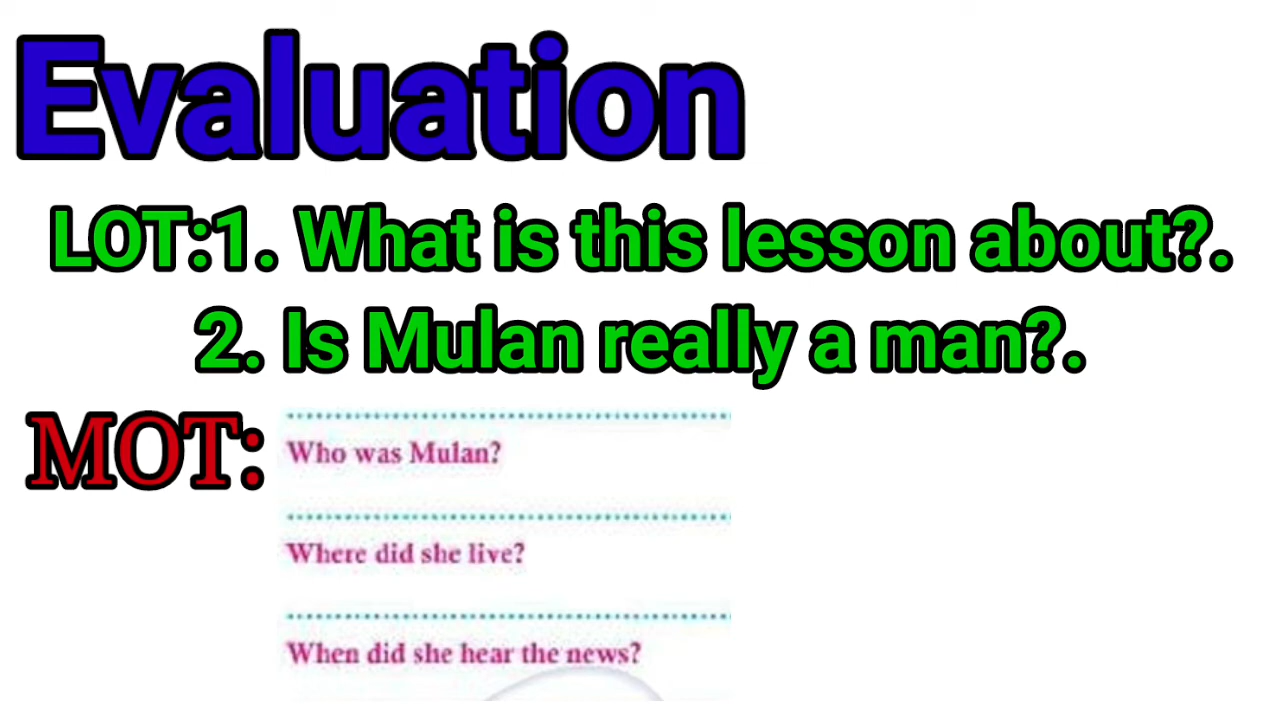 Evaluation
LOT:1. What is this lesson about?.
2. Is Mulan really a man?.
MOT:
Who was Mulan?
Where did she live?
When did she hear the news?